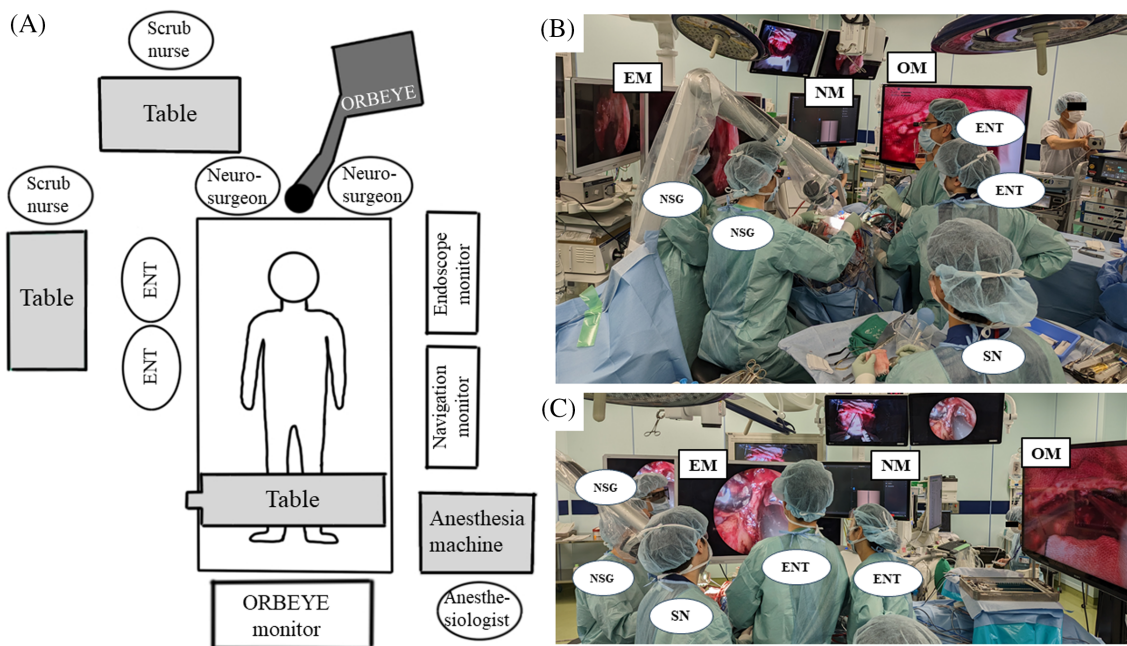 (A)
Scrub
nurse
ORBEYE
Table
Scrub
nurse
Neuro-
surgeon
Neuro-
surgeon
Table
ENT
ENT
Endoscope
monitor
Navigation
monitor
Table
Anesthesia
machine
ORBEYE
monitor
Anesthe-
siologist
(B)
EM
NM
OM
ENT
ENT
NSG
NSG
SN
(C)
EM
NM
OM
NSG
NSG
SN
ENT
ENT